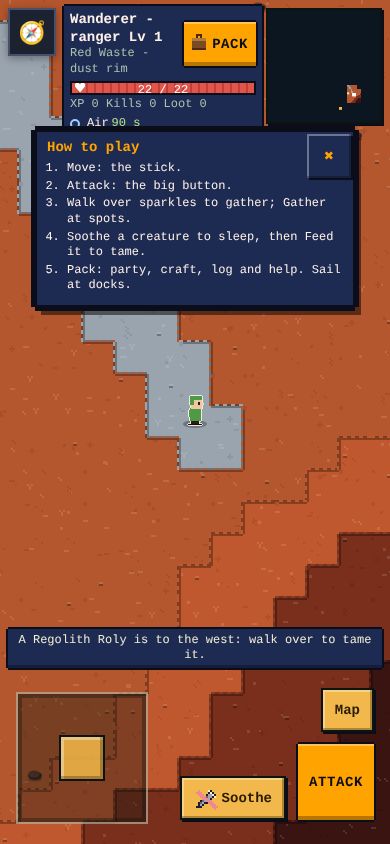 Wanderer -
ranger Lv 1
Red Waste -
dust rim
PACK
22 / 22
XP 0 Kills 0 Loot 0
Air 90 s
How to play
1. Move: the stick.
2. Attack: the big button.
3. Walk over sparkles to gather; Gather
at spots.
4. Soothe a creature to sleep, then Feed
it to tame.
5. Pack: party, craft, log and help. Sail
at docks.
A Regolith Roly is to the west: walk over to tame
it.
Map
ATTACK
Soothe